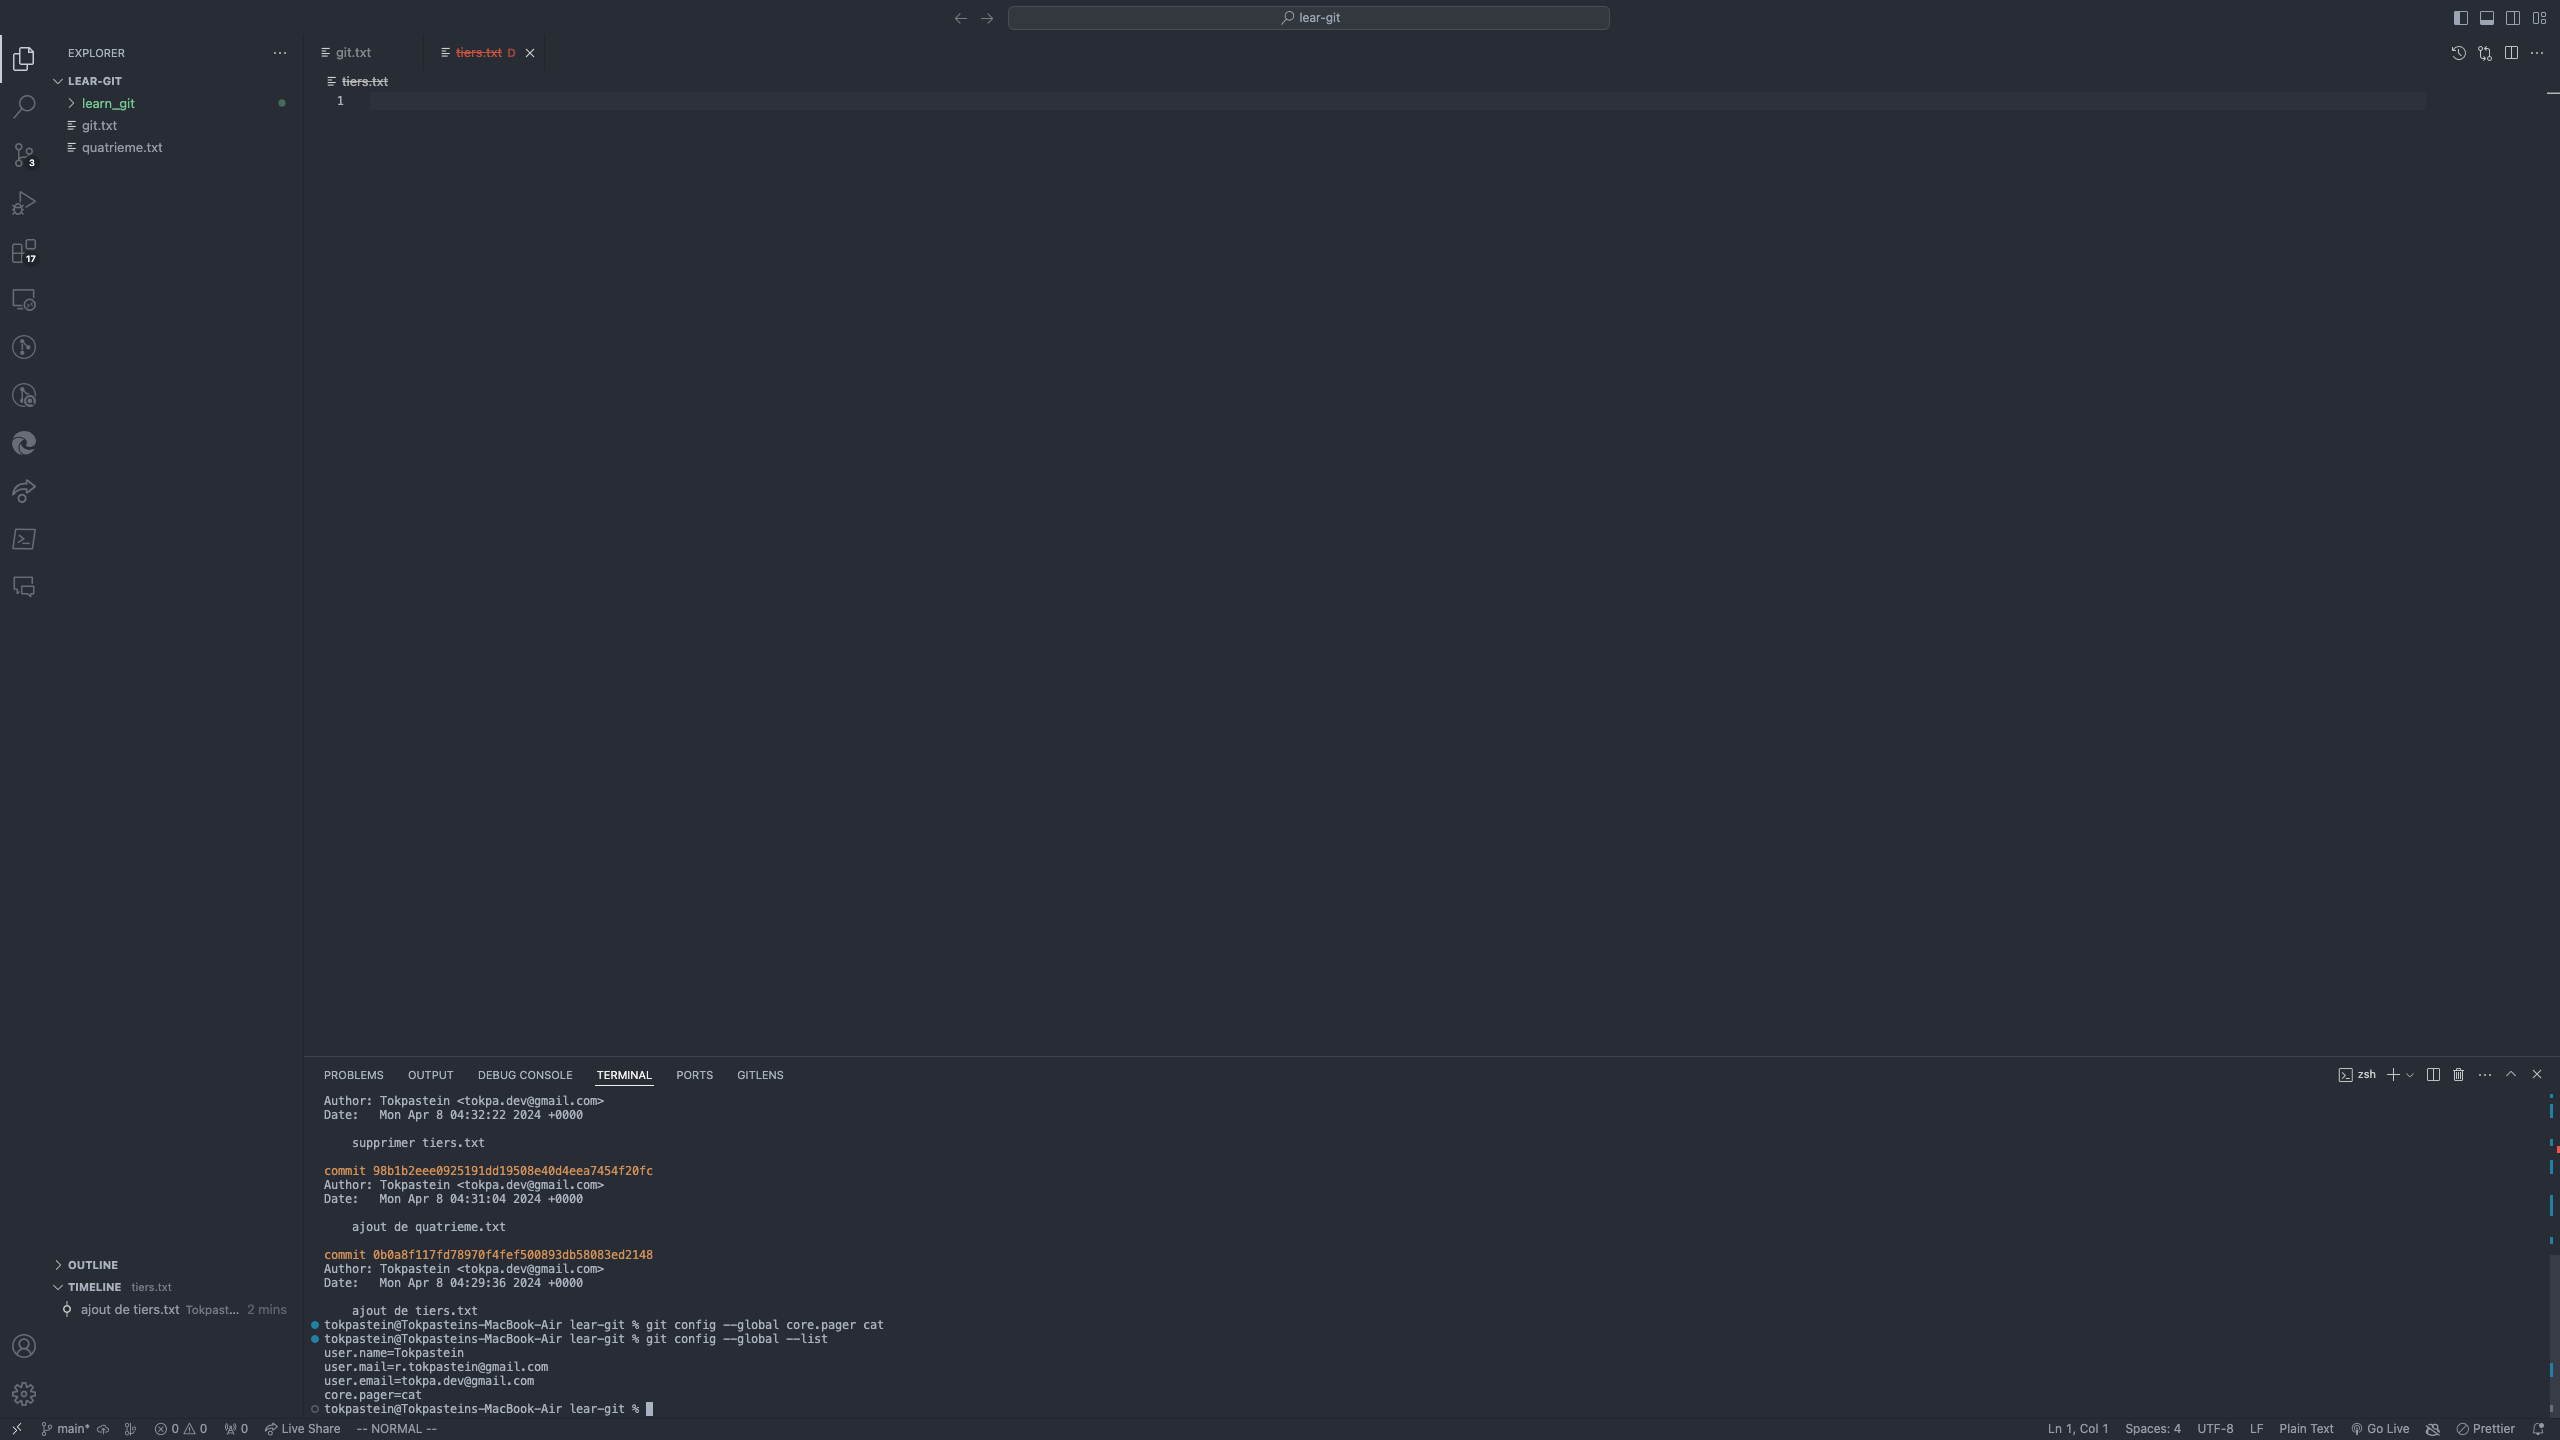 lear-git
EXPLORER
git.txt
tiers.txt D
LEAR-GIT
tiers.txt
learn_git
1
git.txt
quatrieme.txt
3
17
PROBLEMS OUTPUT DEBUG CONSOLE TERMINAL PORTS GITLENS
zsh
Author: Tokpastein <tokpa.dev@gmail.com>
Date:   Mon Apr 8 04:32:22 2024 +0000
supprimer tiers.txt
commit 98b1b2eee0925191dd19508e40d4eea7454f20fc
Author: Tokpastein <tokpa.dev@gmail.com>
Date:   Mon Apr 8 04:31:04 2024 +0000
ajout de quatrieme.txt
commit 0b0a8f117fd78970f4fef500893db58083ed2148
Author: Tokpastein <tokpa.dev@gmail.com>
Date:   Mon Apr 8 04:29:36 2024 +0000
ajout de tiers.txt
tokpastein@Tokpasteins-MacBook-Air lear-git % git config --global core.pager cat
tokpastein@Tokpasteins-MacBook-Air lear-git % git config --global --list
user.name=Tokpastein
user.mail=r.tokpastein@gmail.com
user.email=tokpa.dev@gmail.com
core.pager=cat
tokpastein@Tokpasteins-MacBook-Air lear-git %
OUTLINE
TIMELINE tiers.txt
ajout de tiers.txt Tokpast... 2 mins
main* 0 0 0 Live Share -- NORMAL --
Ln 1, Col 1 Spaces: 4 UTF-8 LF Plain Text Go Live Prettier